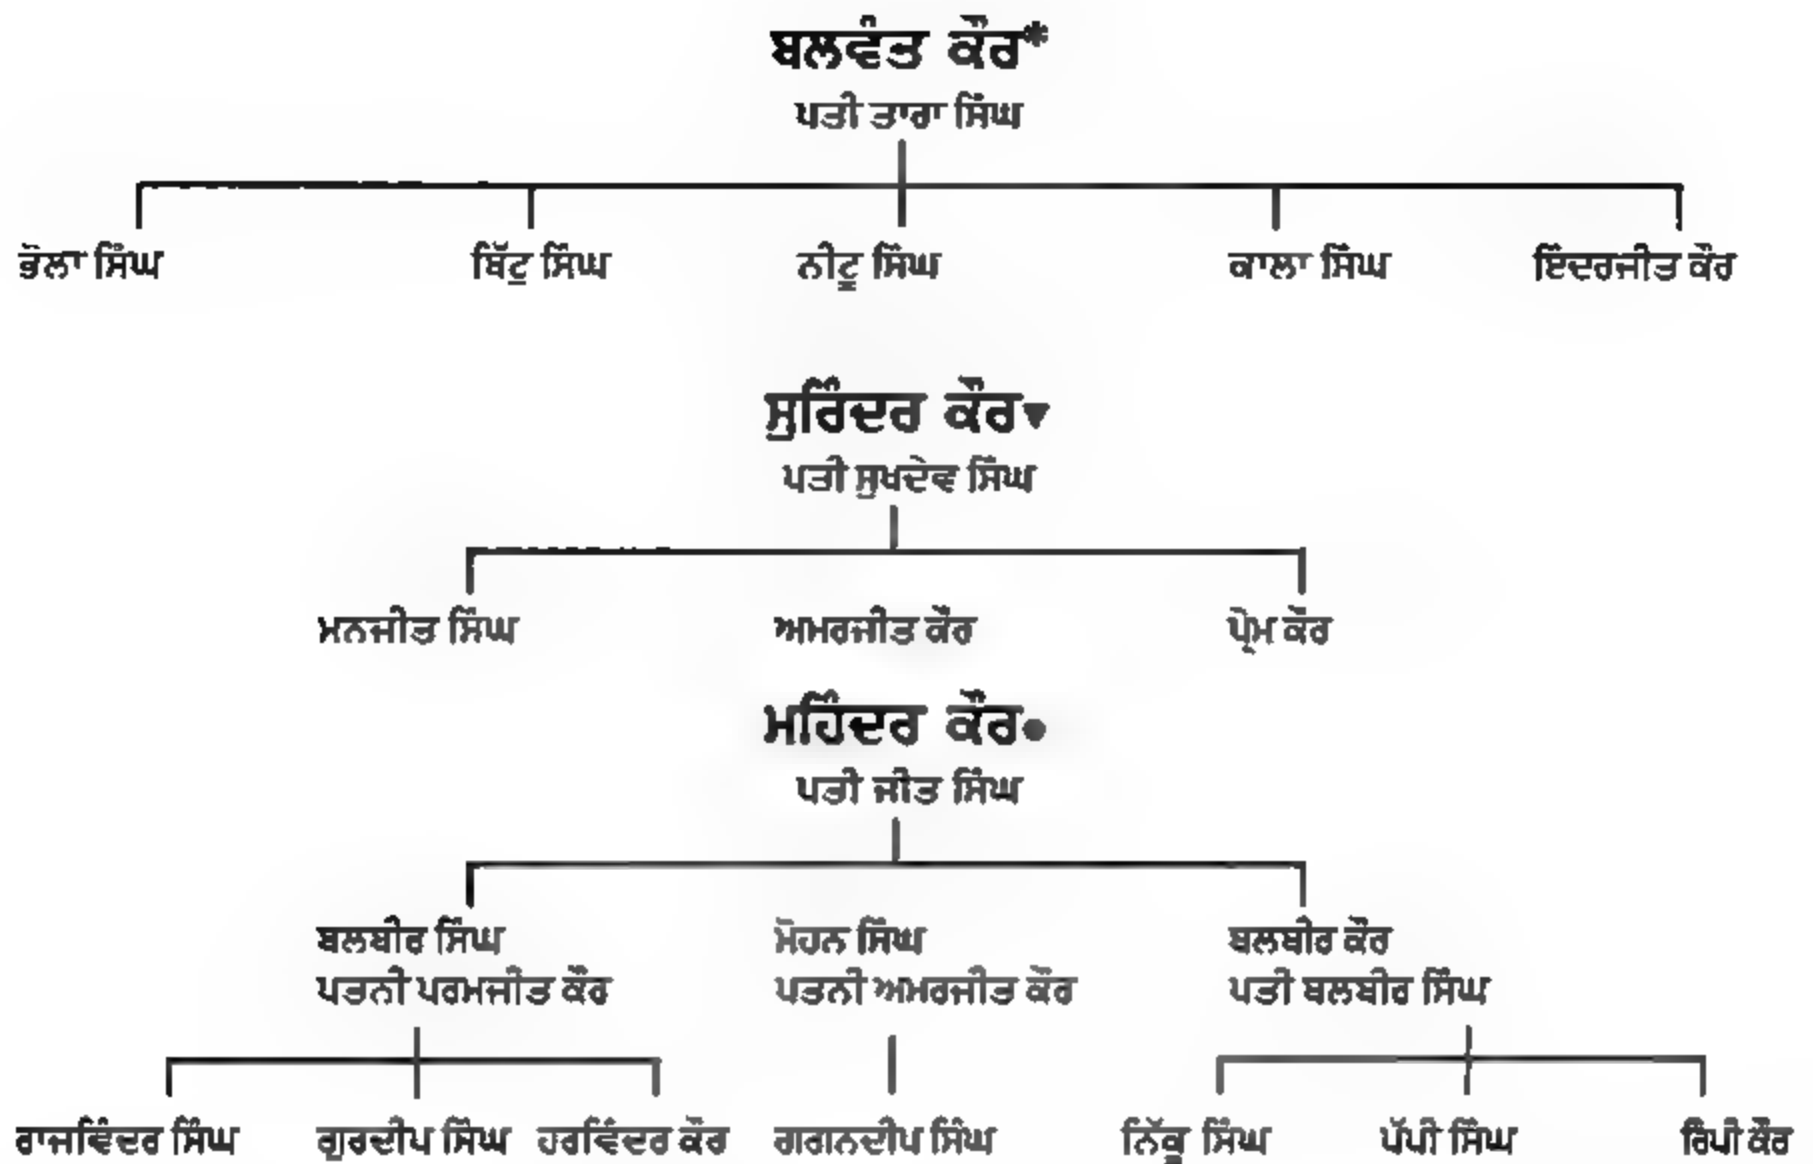 ਬਲਵੰਤ ਕੌਰ*
ਪਤੀ ਤਾਰਾ ਸਿੰਘ
ਭੋਲਾ ਸਿੰਘ ਬਿੱਟੂ ਸਿੰਘ ਨੀਟੂ ਸਿੰਘ ਕਾਲਾ ਸਿੰਘ ਇੰਦਰਜੀਤ ਕੌਰ
ਸੁਰਿੰਦਰ ਕੌਰ▼
ਪਤੀ ਸੁਖਦੇਵ ਸਿੰਘ
ਮਨਜੀਤ ਸਿੰਘ ਅਮਰਜੀਤ ਕੌਰ ਪ੍ਰੇਮ ਕੌਰ
ਮਹਿੰਦਰ ਕੌਰ●
ਪਤੀ ਜੀਤ ਸਿੰਘ
ਬਲਬੀਰ ਸਿੰਘ ਮੋਹਨ ਸਿੰਘ ਬਲਬੀਰ ਕੌਰ
ਪਤਨੀ ਪਰਮਜੀਤ ਕੌਰ ਪਤਨੀ ਅਮਰਜੀਤ ਕੌਰ ਪਤੀ ਬਲਬੀਰ ਸਿੰਘ
ਰਾਜਵਿੰਦਰ ਸਿੰਘ ਗੁਰਦੀਪ ਸਿੰਘ ਹਰਵਿੰਦਰ ਕੌਰ ਗਗਨਦੀਪ ਸਿੰਘ ਨਿੱਕੂ ਸਿੰਘ ਪੱਪੀ ਸਿੰਘ ਰਿਪੀ ਕੌਰ